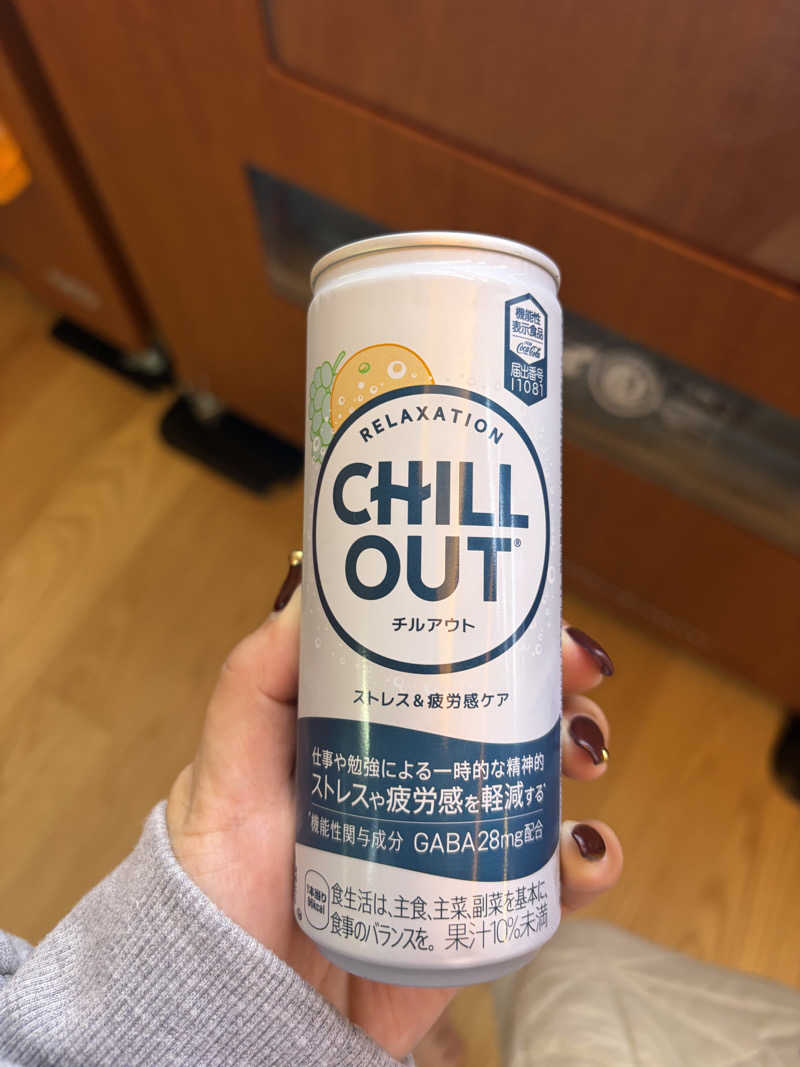 機能性
表示食品
Coca-Cola
届出番号
I1081
RELAXATION
CHILL
OUT®
チルアウト
ストレス&疲労感ケア
仕事や勉強による一時的な精神的
ストレスや疲労感を軽減する*
*機能性関与成分 GABA28mg配合
1本当り
食生活は、主食、主菜、副菜を基本に、
食事のバランスを。 果汁10%未満